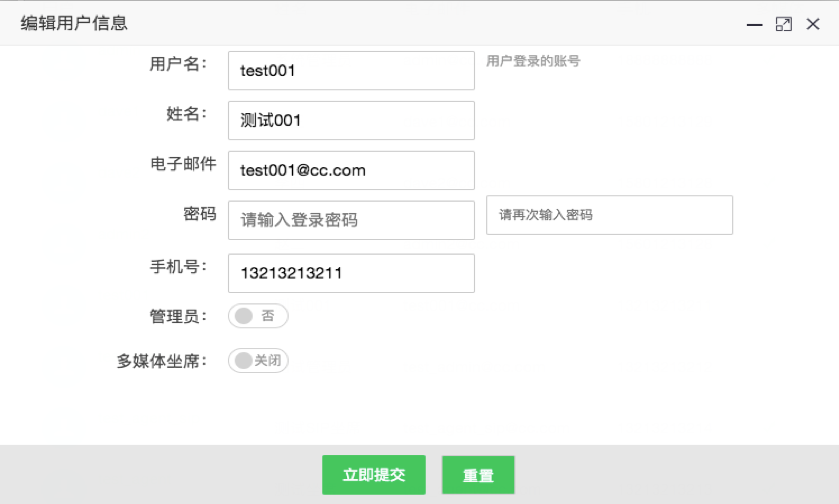 编辑用户信息
用户名： test001 用户登录的账号
姓名： 测试001
电子邮件 test001@cc.com
密码 请输入登录密码 请再次输入密码
手机号： 13213213211
管理员： 否
多媒体坐席： 关闭
立即提交 重置